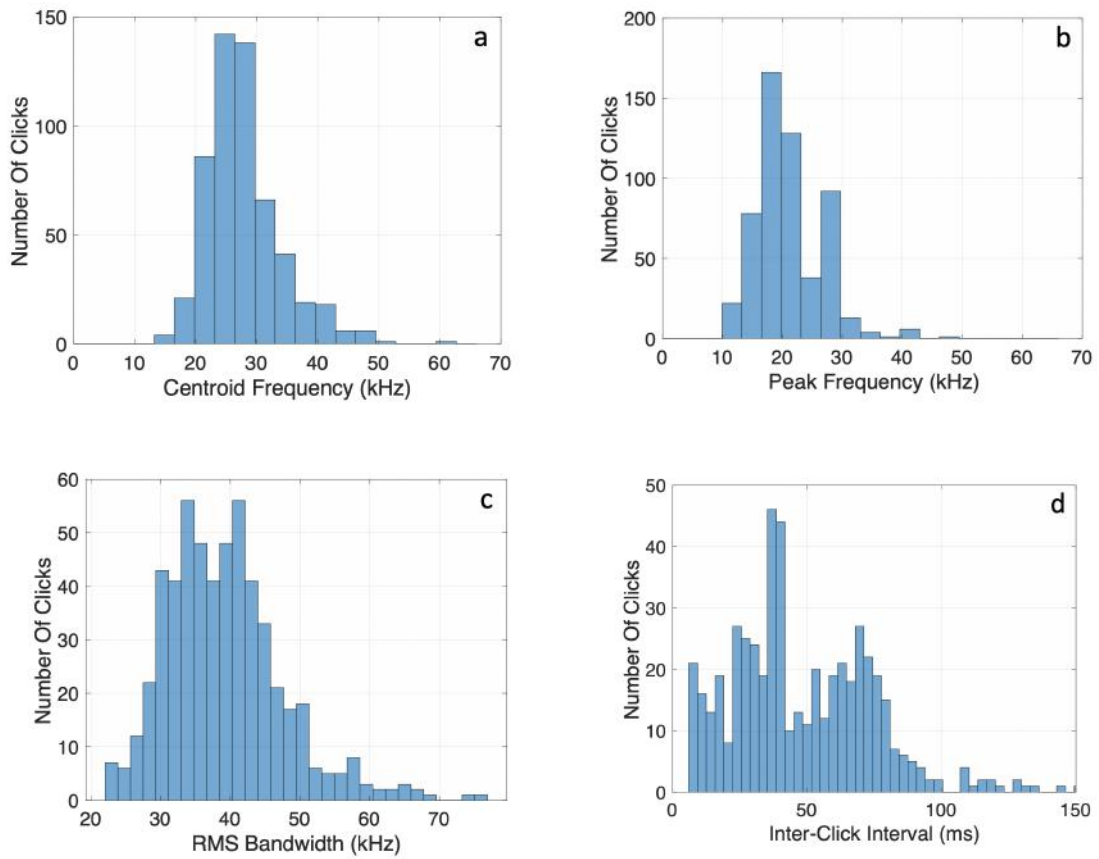 a
150
100
50
0
Number Of Clicks
0 10 20 30 40 50 60 70
Centroid Frequency (kHz)
b
200
150
100
50
0
Number Of Clicks
0 10 20 30 40 50 60 70
Peak Frequency (kHz)
c
60
50
40
30
20
10
0
Number Of Clicks
20 30 40 50 60 70
RMS Bandwidth (kHz)
d
50
40
30
20
10
0
Number Of Clicks
0 50 100 150
Inter-Click Interval (ms)